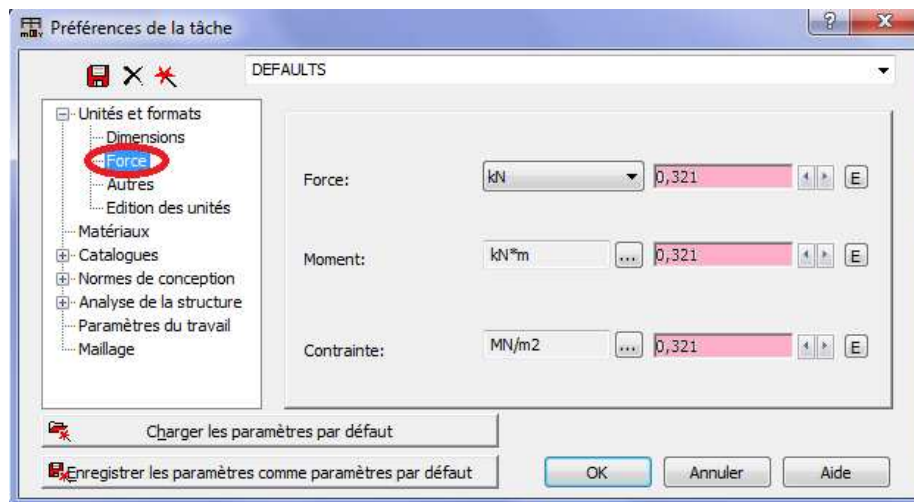 Préférences de la tâche
DEFAULTS
Unités et formats
Dimensions
Force
Autres
Edition des unités
Matériaux
Catalogues
Normes de conception
Analyse de la structure
Paramètres du travail
Maillage
Force: kN 0,321 E
Moment: kN*m ... 0,321 E
Contrainte: MN/m2 ... 0,321 E
Charger les paramètres par défaut
Enregistrer les paramètres comme paramètres par défaut
OK Annuler Aide